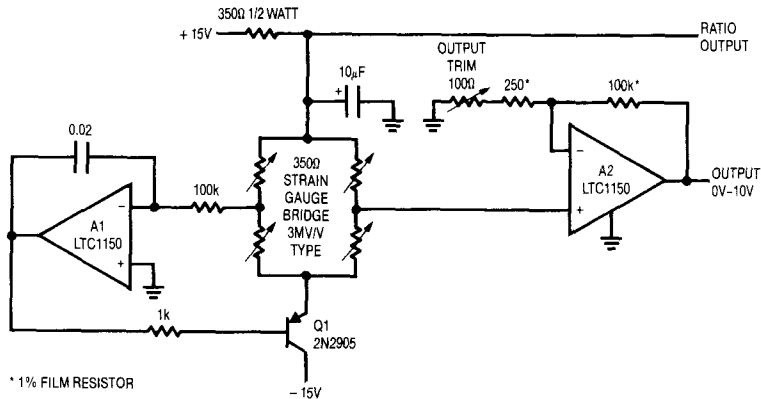 350Ω 1/2 WATT
+ 15V
RATIO
OUTPUT
OUTPUT
TRIM
100Ω
250*
100k*
10µF
+
0.02
350Ω
STRAIN
GAUGE
BRIDGE
3MV/V
TYPE
100k
−
A1
LTC1150
+
−
A2
LTC1150
+
OUTPUT
0V–10V
1k
Q1
2N2905
– 15V
* 1% FILM RESISTOR